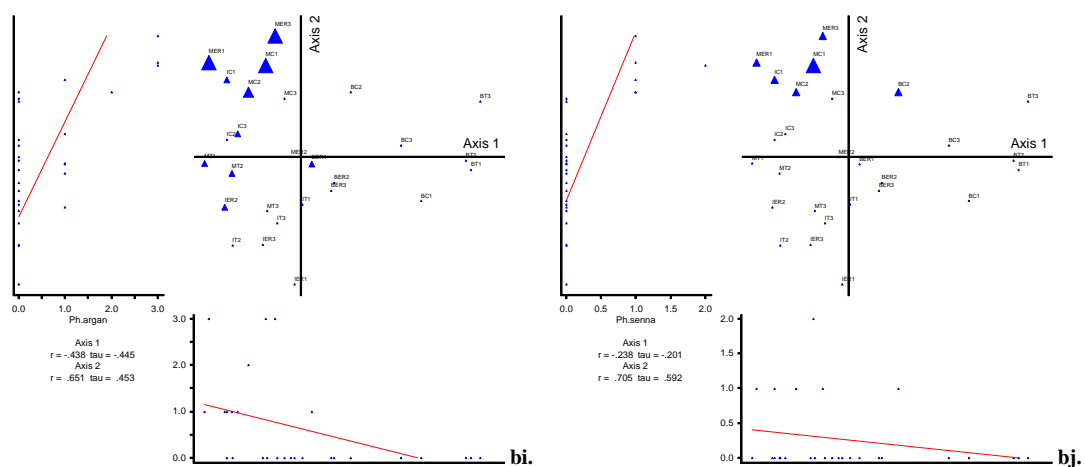 Axis 2
MER3
MER1
MC1
IC1
MC2
MC3
BC2
BT3
IC3
IC2
BC3
Axis 1
MER2
BT2
MT1
BER1
BT1
MT2
BER2
BER3
IER2
MT3
IT1
BC1
IT3
IT2
IER3
IER1
0.0 1.0 2.0 3.0
Ph.argan
Axis 1
r = -.438 tau = -.445
Axis 2
r = .651 tau = .453
3.0
2.0
1.0
0.0
bi.
Axis 2
MER3
MER1
MC1
IC1
MC2
MC3
BC2
BT3
IC3
IC2
BC3
Axis 1
MER2
BT2
MT1
BER1
BT1
MT2
BER2
BER3
IER2
MT3
IT1
BC1
IT3
IT2
IER3
IER1
0.0 0.5 1.0 1.5 2.0
Ph.senna
Axis 1
r = -.238 tau = -.201
Axis 2
r = .705 tau = .592
2.0
1.5
1.0
0.5
0.0
bj.